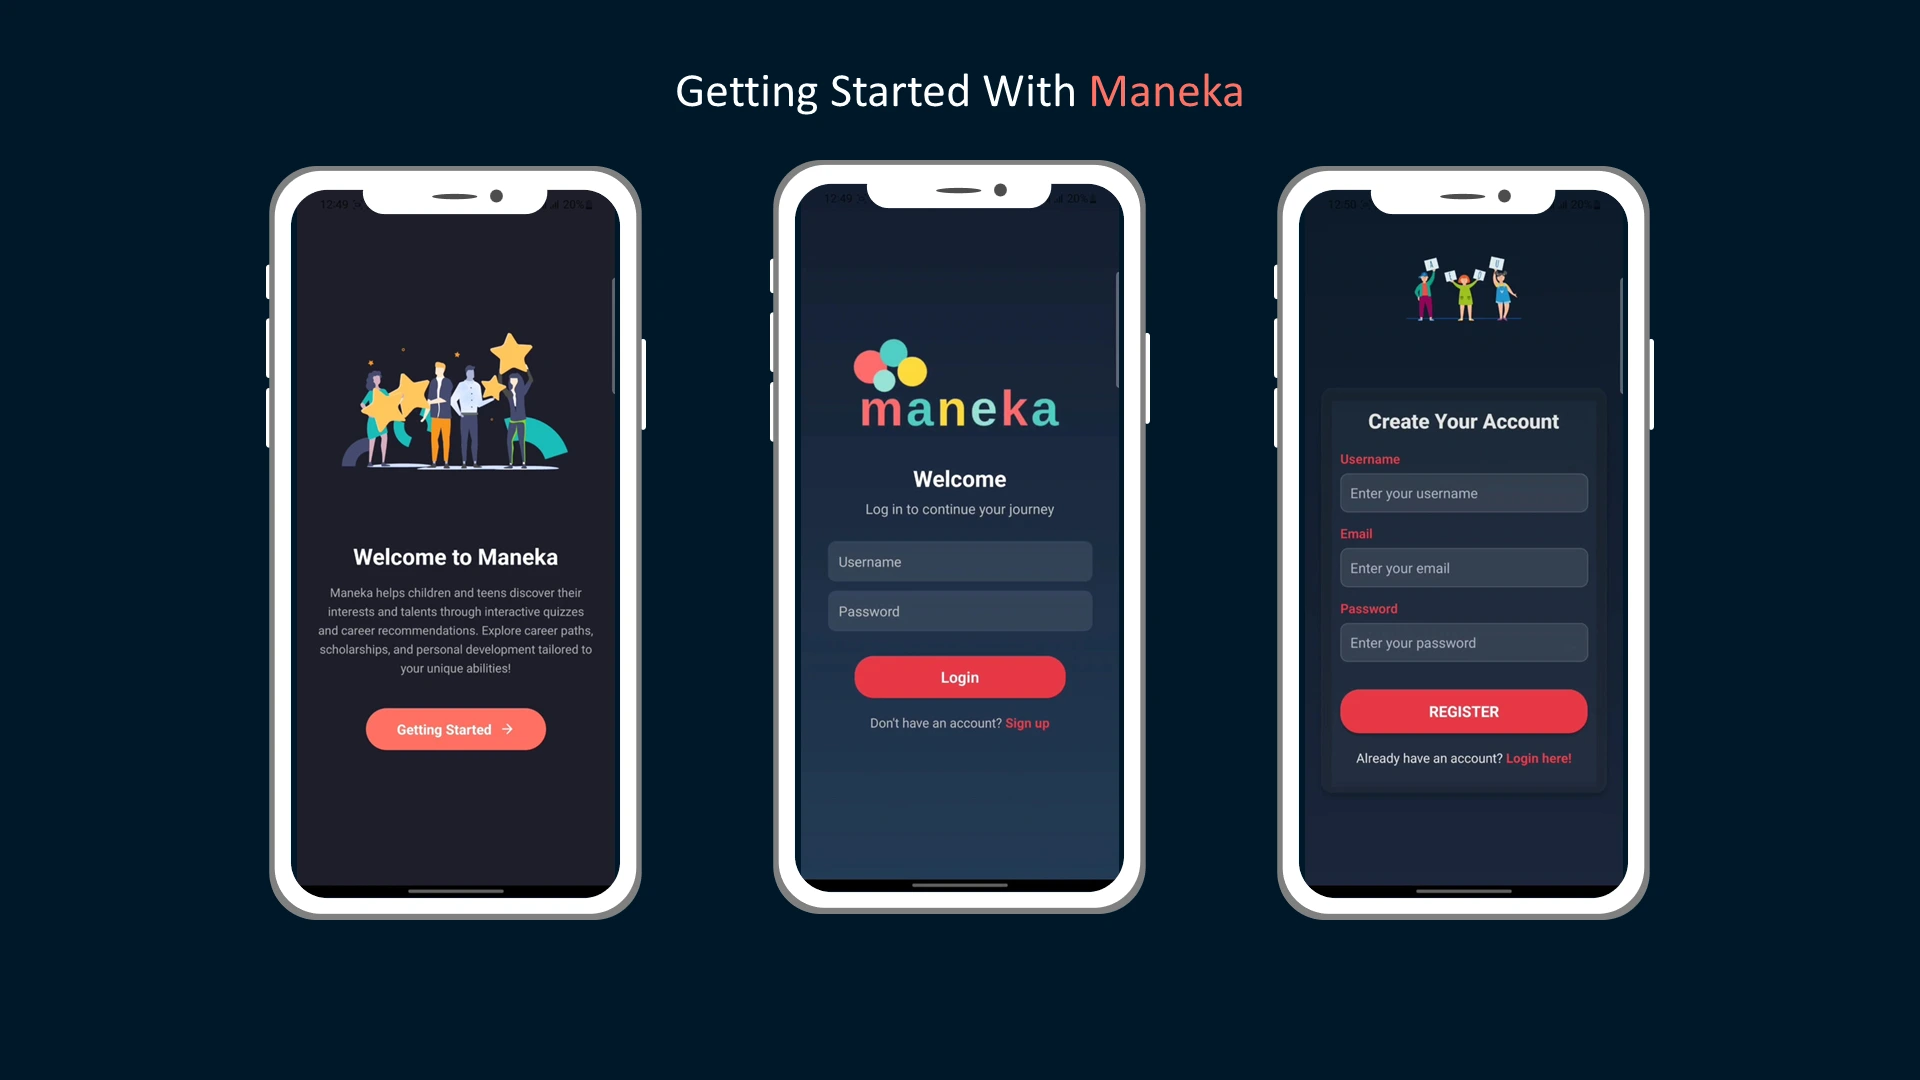 Getting Started With Maneka
12:49
20%
Welcome to Maneka
Maneka helps children and teens discover their
interests and talents through interactive quizzes
and career recommendations. Explore career paths,
scholarships, and personal development tailored to
your unique abilities!
Getting Started →
12:49
20%
maneka
Welcome
Log in to continue your journey
Username
Password
Login
Don't have an account? Sign up
12:50
20%
Create Your Account
Username
Enter your username
Email
Enter your email
Password
Enter your password
REGISTER
Already have an account? Login here!